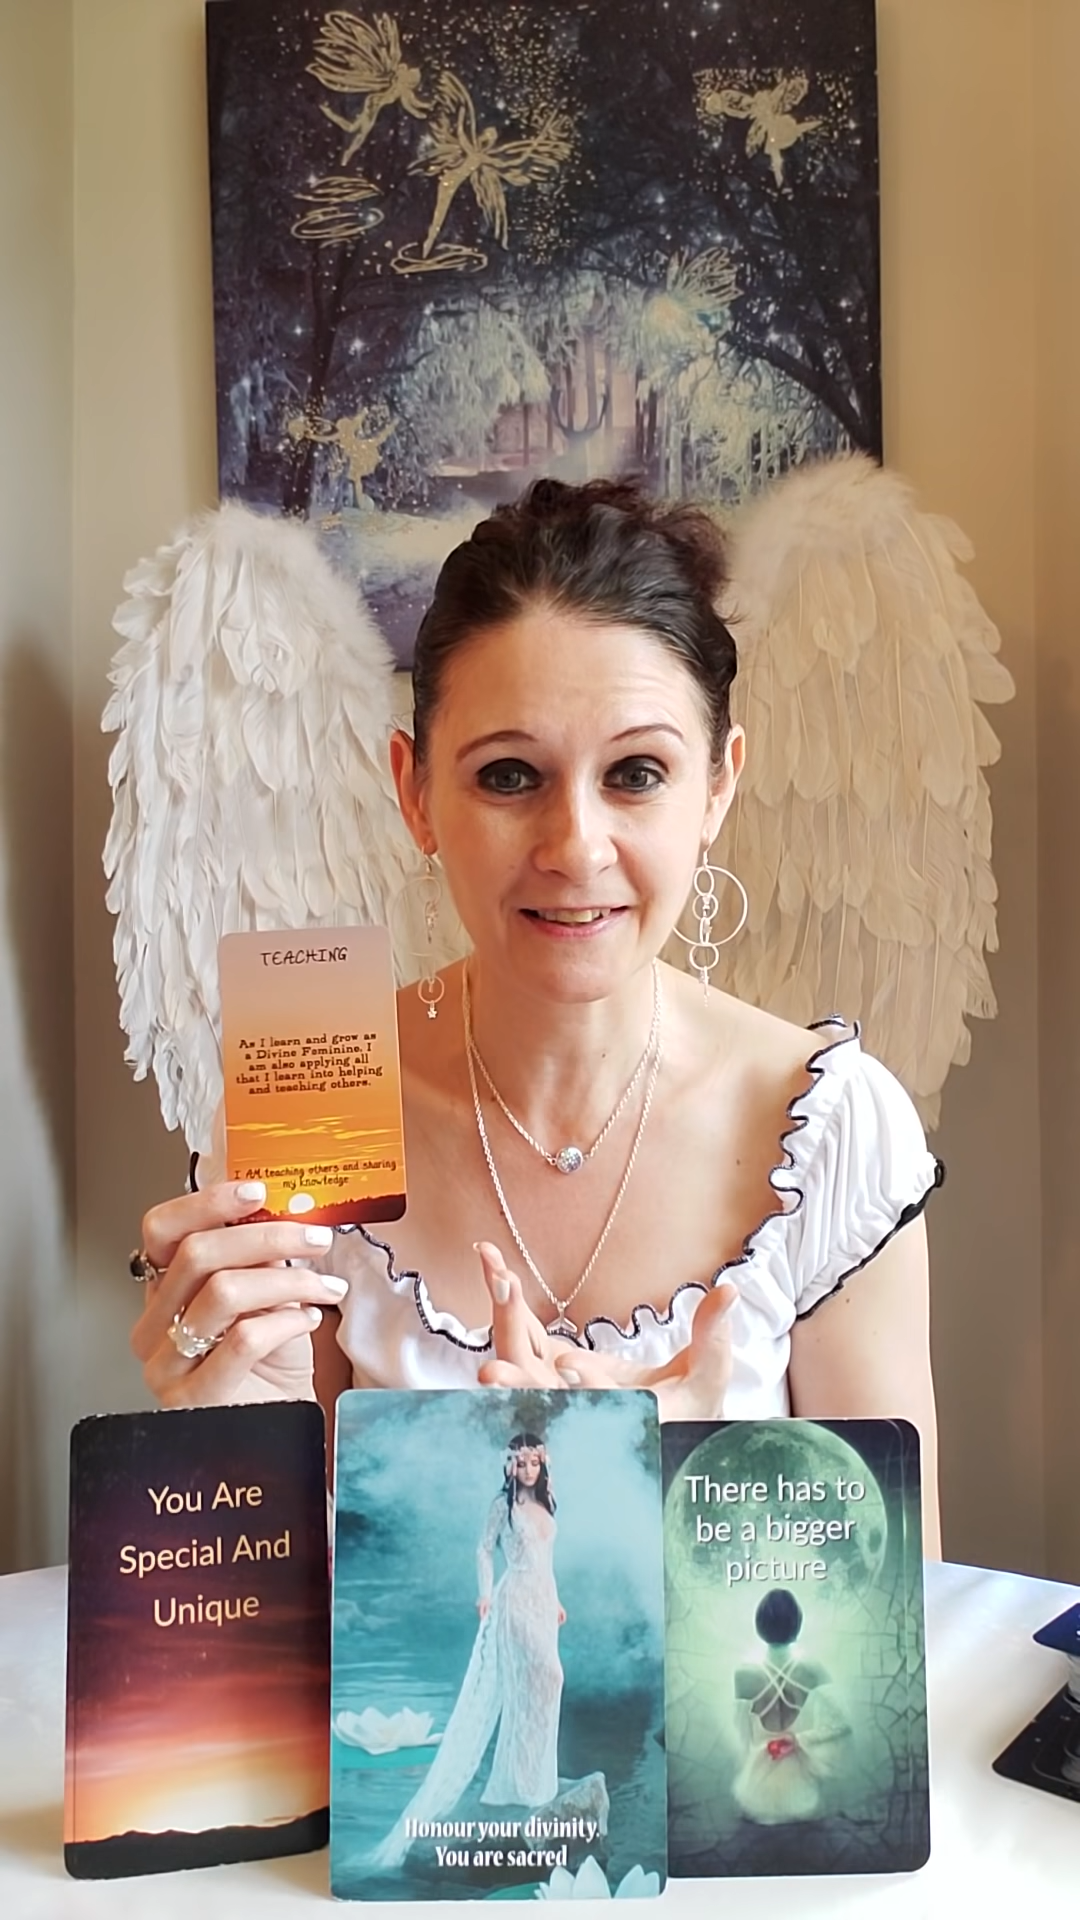 TEACHING
As I learn and grow as
a Divine Feminine, I
am also applying all
that I learn into helping
and teaching others.
I AM teaching others and sharing
my knowledge
You Are
Special And
Unique
Honour your divinity.
You are sacred
There has to
be a bigger
picture